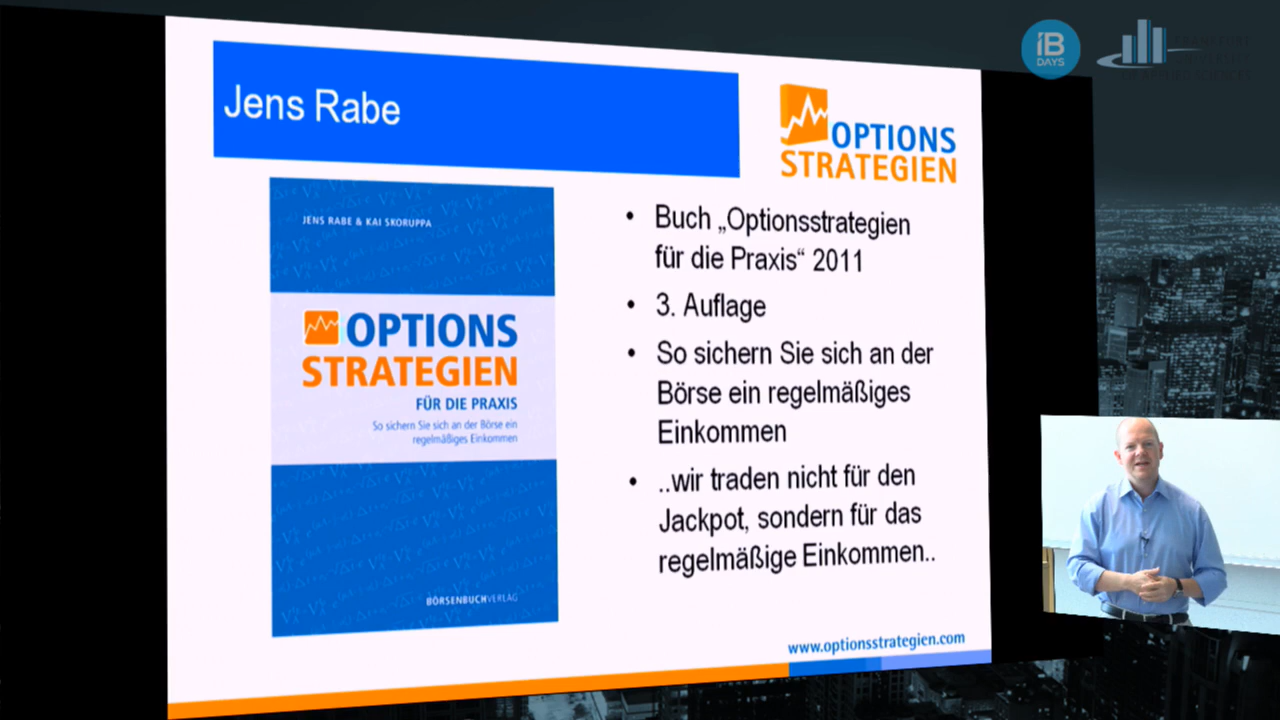 iB
DAYS
Jens Rabe
OPTIONS
STRATEGIEN
JENS RABE & KAI SKORUPPA
OPTIONS
STRATEGIEN
FÜR DIE PRAXIS
So sichern Sie sich an der Börse ein
regelmäßiges Einkommen
BÖRSENBUCHVERLAG
• Buch „Optionsstrategien
für die Praxis“ 2011
• 3. Auflage
• So sichern Sie sich an der
Börse ein regelmäßiges
Einkommen
• ..wir traden nicht für den
Jackpot, sondern für das
regelmäßige Einkommen..
www.optionsstrategien.com